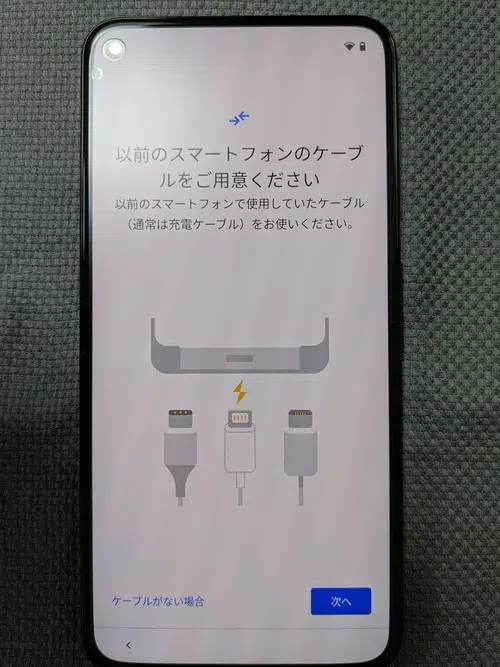 以前のスマートフォンのケーブ
ルをご用意ください
以前のスマートフォンで使用していたケーブル
（通常は充電ケーブル）をお使いください。
ケーブルがない場合
次へ